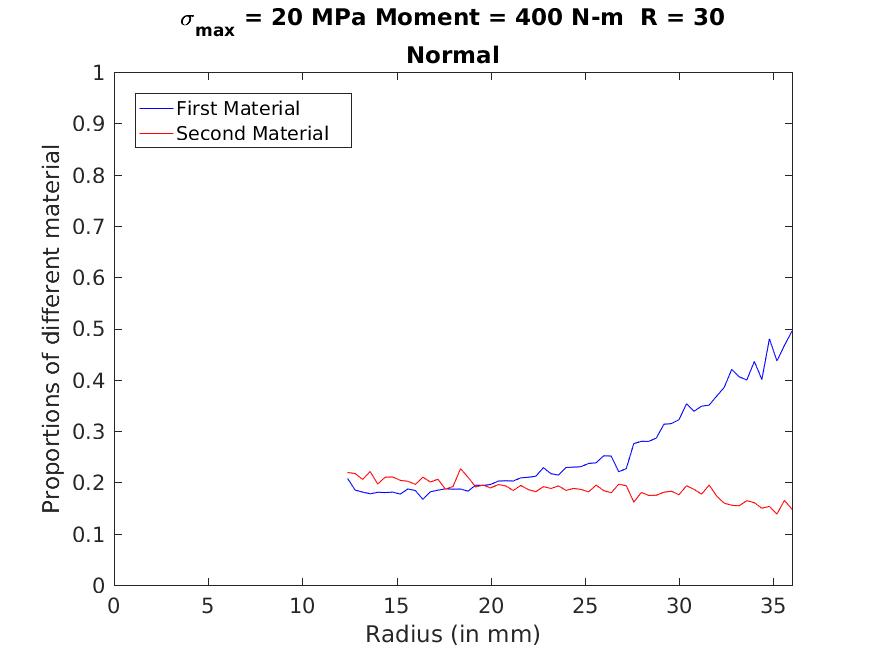 σmax = 20 MPa Moment = 400 N-m R = 30
Normal
First Material
Second Material
Proportions of different material
1
0.9
0.8
0.7
0.6
0.5
0.4
0.3
0.2
0.1
0
0 5 10 15 20 25 30 35
Radius (in mm)